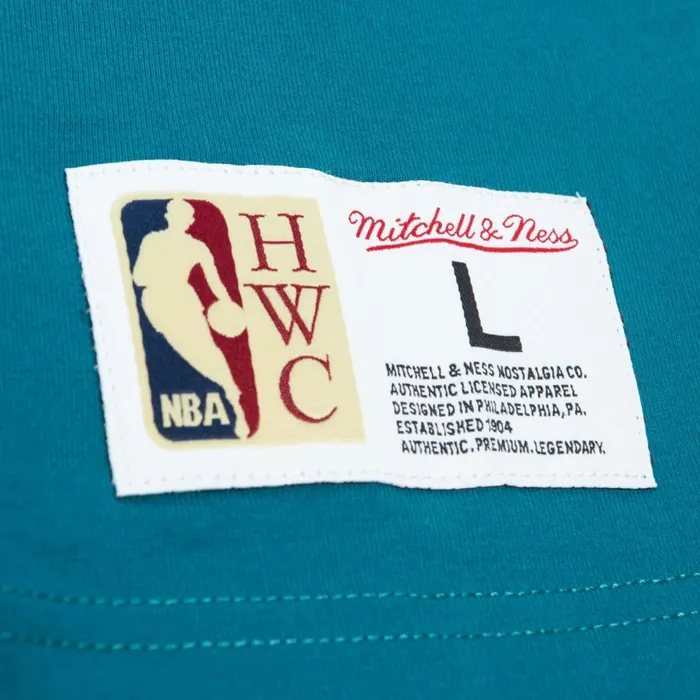 NBA
H
W
C
Mitchell & Ness
L
MITCHELL & NESS NOSTALGIA CO.
AUTHENTIC LICENSED APPAREL
DESIGNED IN PHILADELPHIA, PA.
ESTABLISHED 1904
AUTHENTIC. PREMIUM. LEGENDARY.